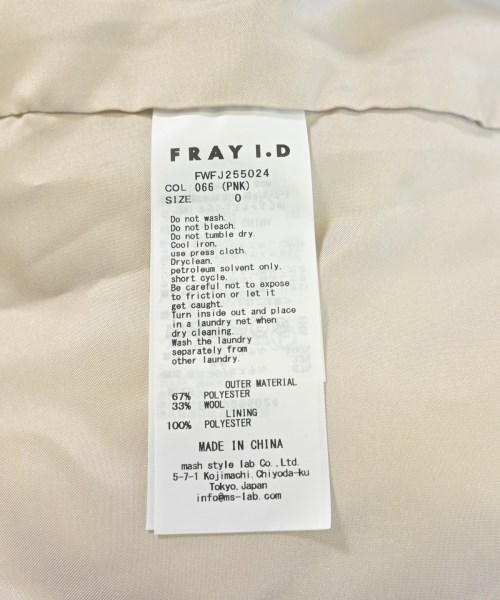 FRAY I.D
FWFJ255024
COL 066 (PNK)
SIZE 0
Do not wash.
Do not bleach.
Do not tumble dry.
Cool iron,
use press cloth.
Dryclean,
petroleum solvent only,
short cycle.
Be careful not to expose
to friction or let it
get caught.
Turn inside out and place
in a laundry net when
dry cleaning.
Wash the laundry
separately from
other laundry.
OUTER MATERIAL
67% POLYESTER
33% WOOL
LINING
100% POLYESTER
MADE IN CHINA
mash style lab Co., Ltd.
5-7-1 Kojimachi, Chiyoda-ku
Tokyo, Japan
info@ms-lab.com